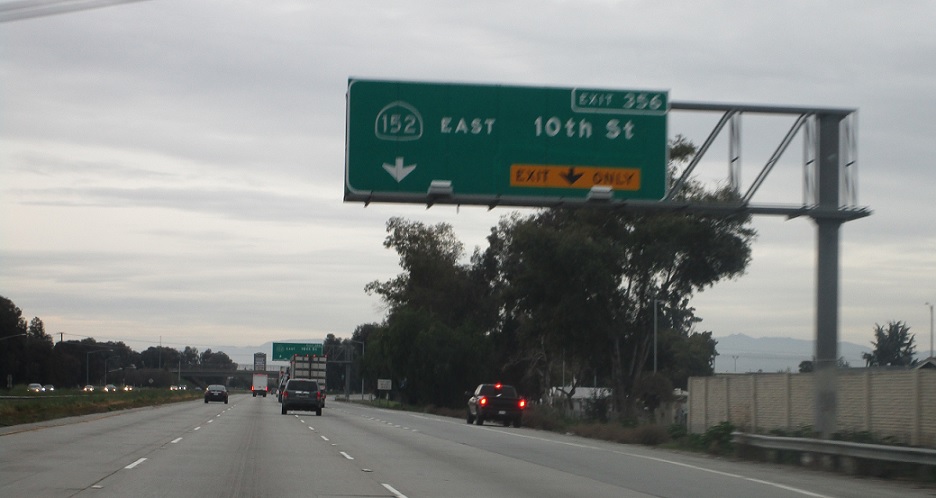 EXIT 356
152 EAST 10th St
EXIT ONLY